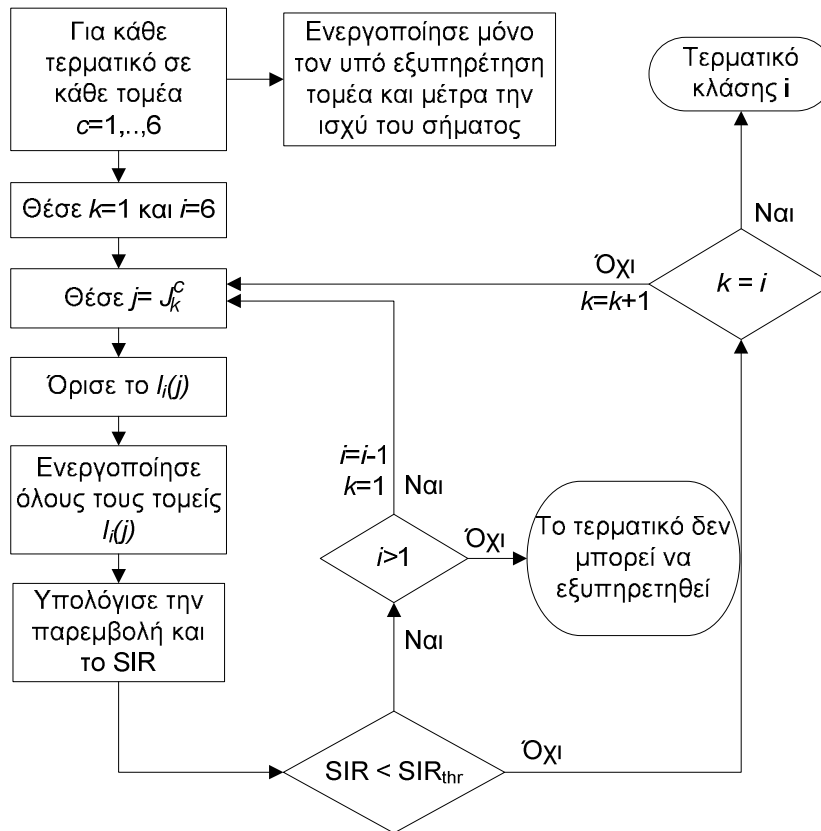 Για κάθε
τερματικό σε
κάθε τομέα
c=1,..,6
Ενεργοποίησε μόνο
τον υπό εξυπηρέτηση
τομέα και μέτρα την
ισχύ του σήματος
Τερματικό
κλάσης i
Θέσε k=1 και i=6
Ναι
Θέσε j= J_k^c
Όχι
k=k+1
k = i
Όρισε το I_i(j)
Ενεργοποίησε
όλους τους τομείς
I_i(j)
i=i-1
k=1
Ναι
i>1
Όχι
Το τερματικό δεν
μπορεί να
εξυπηρετηθεί
Υπολόγισε την
παρεμβολή και
το SIR
Ναι
SIR < SIR_thr
Όχι